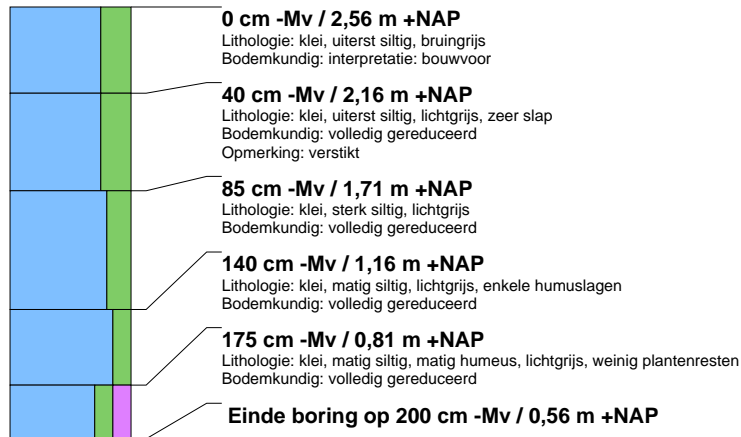 0 cm -Mv / 2,56 m +NAP
Lithologie: klei, uiterst siltig, bruingrijs
Bodemkundig: interpretatie: bouwvoor
40 cm -Mv / 2,16 m +NAP
Lithologie: klei, uiterst siltig, lichtgrijs, zeer slap
Bodemkundig: volledig gereduceerd
Opmerking: verstikt
85 cm -Mv / 1,71 m +NAP
Lithologie: klei, sterk siltig, lichtgrijs
Bodemkundig: volledig gereduceerd
140 cm -Mv / 1,16 m +NAP
Lithologie: klei, matig siltig, lichtgrijs, enkele humuslagen
Bodemkundig: volledig gereduceerd
175 cm -Mv / 0,81 m +NAP
Lithologie: klei, matig siltig, matig humeus, lichtgrijs, weinig plantenresten
Bodemkundig: volledig gereduceerd
Einde boring op 200 cm -Mv / 0,56 m +NAP